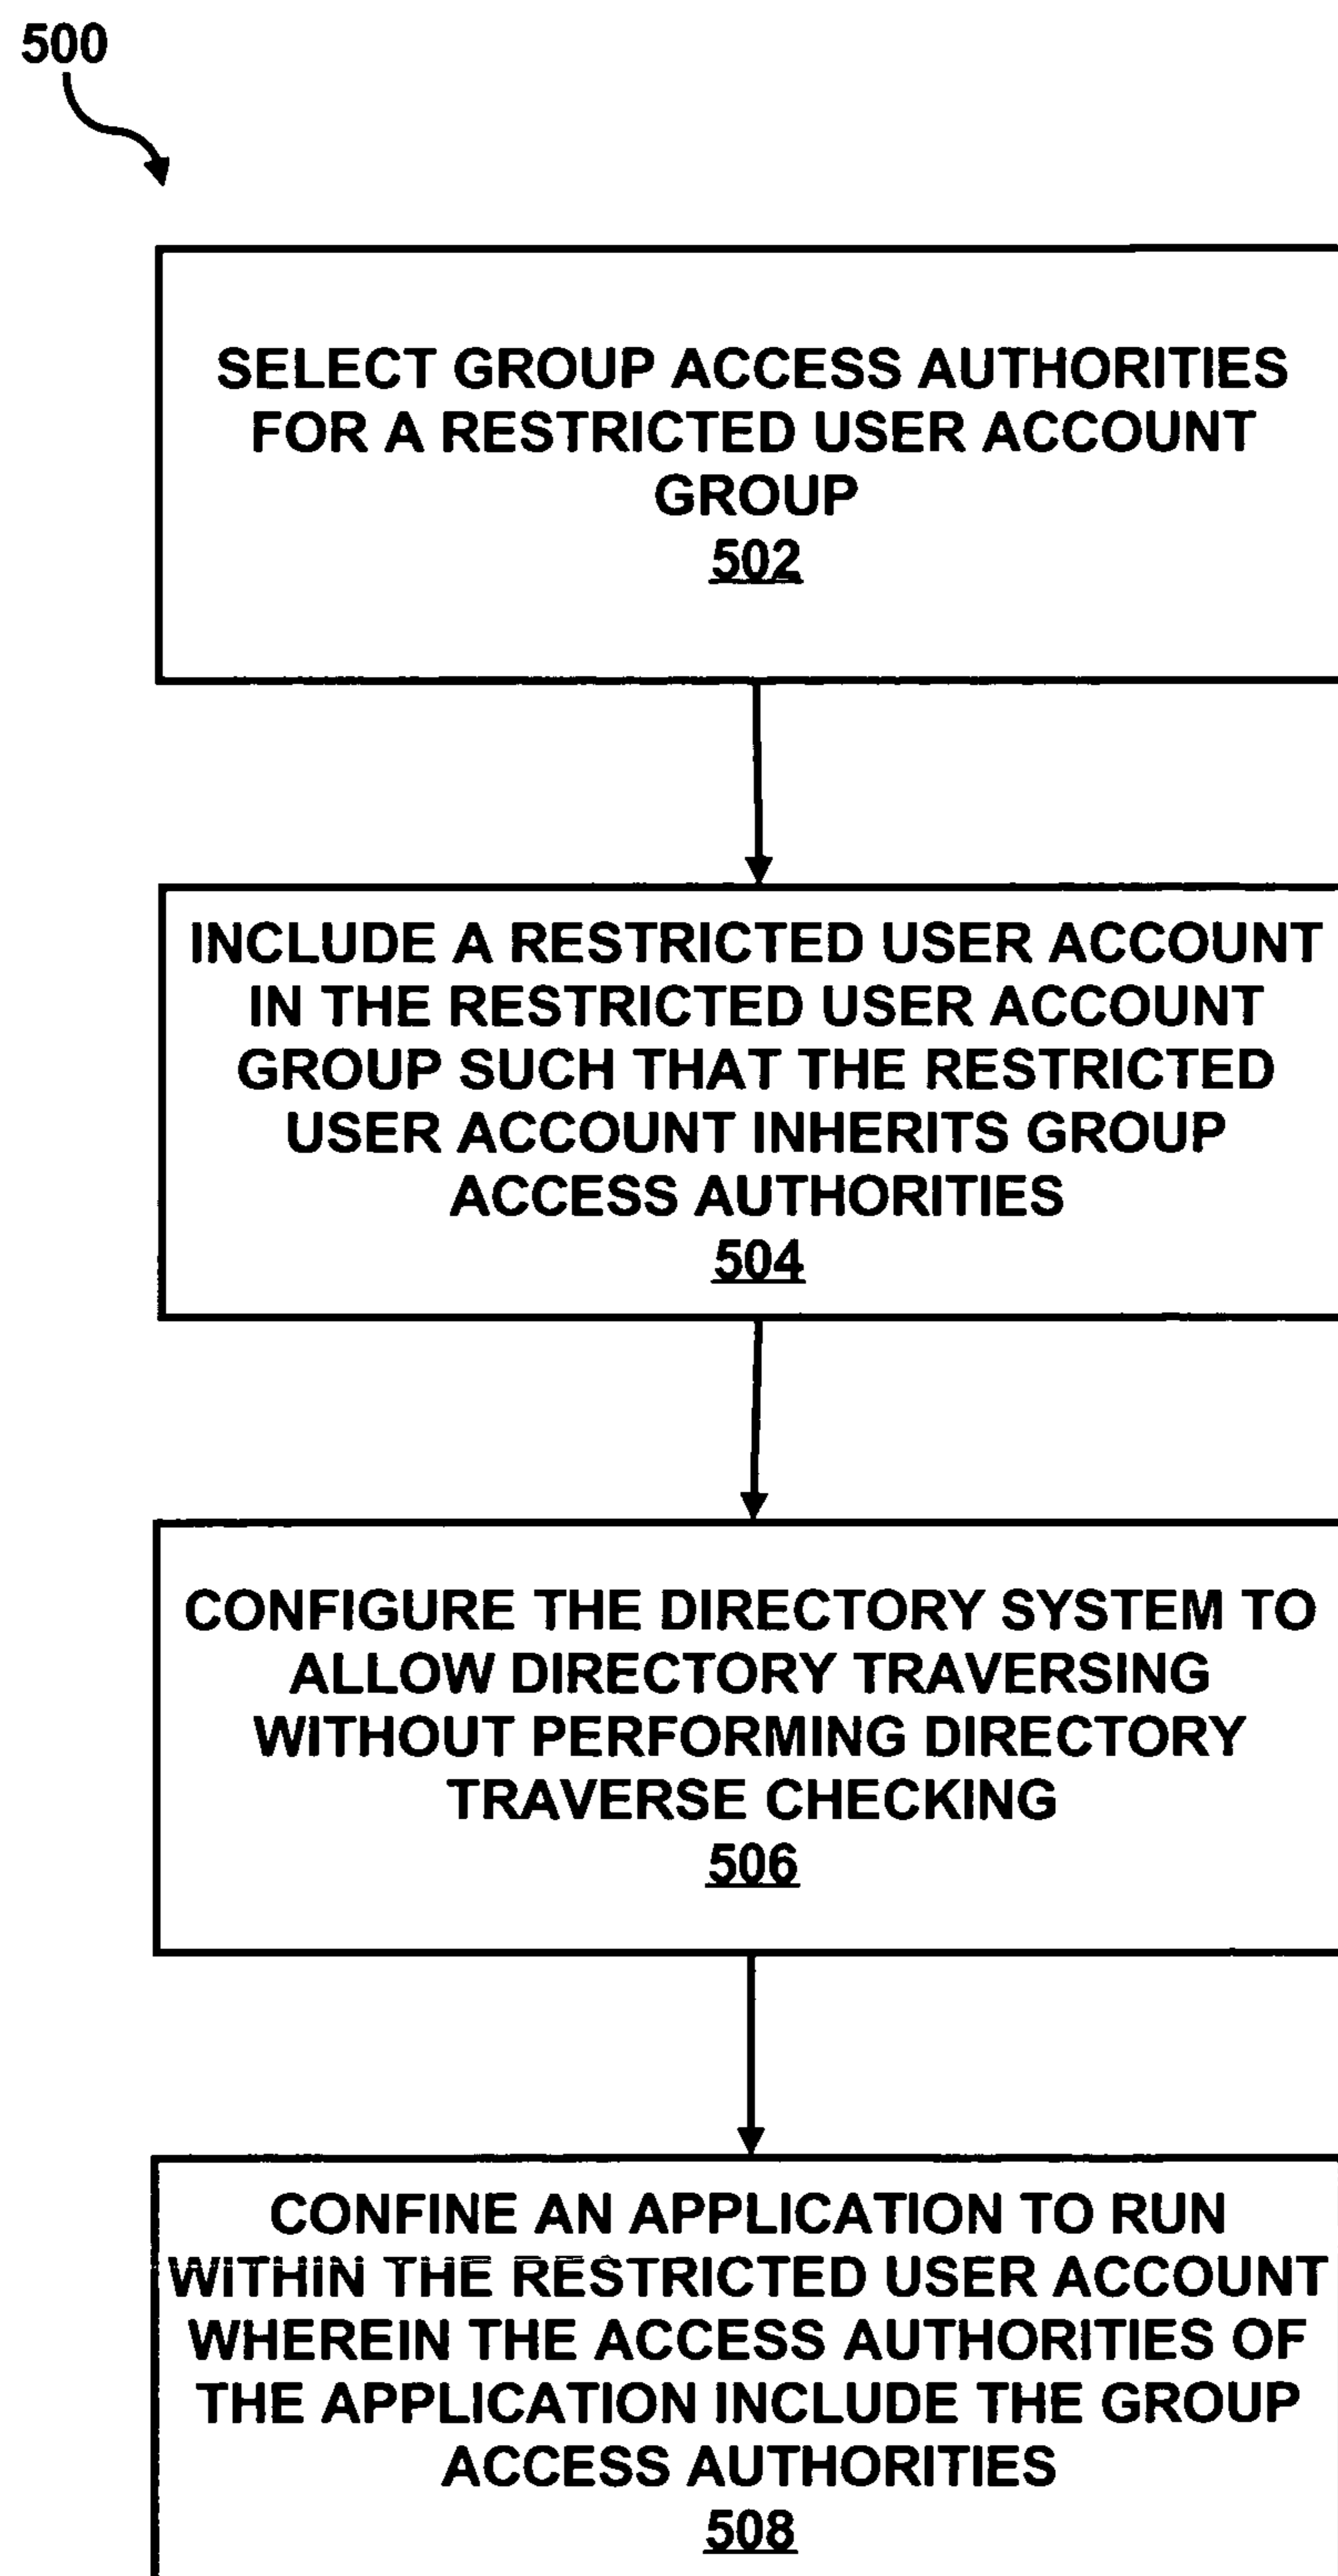 500
SELECT GROUP ACCESS AUTHORITIES
FOR A RESTRICTED USER ACCOUNT
GROUP
502
INCLUDE A RESTRICTED USER ACCOUNT
IN THE RESTRICTED USER ACCOUNT
GROUP SUCH THAT THE RESTRICTED
USER ACCOUNT INHERITS GROUP
ACCESS AUTHORITIES
504
CONFIGURE THE DIRECTORY SYSTEM TO
ALLOW DIRECTORY TRAVERSING
WITHOUT PERFORMING DIRECTORY
TRAVERSE CHECKING
506
CONFINE AN APPLICATION TO RUN
WITHIN THE RESTRICTED USER ACCOUNT
WHEREIN THE ACCESS AUTHORITIES OF
THE APPLICATION INCLUDE THE GROUP
ACCESS AUTHORITIES
508